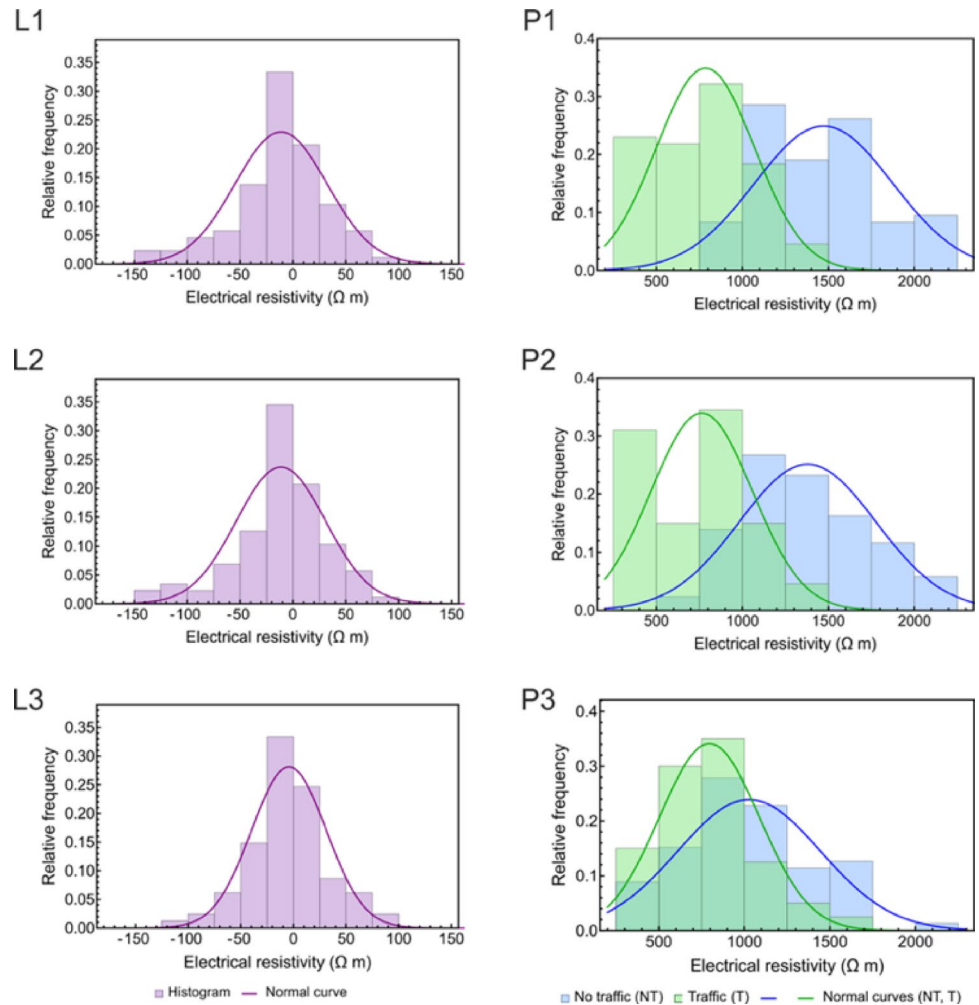 L1
Relative frequency
0.35
0.30
0.25
0.20
0.15
0.10
0.05
0.00
-150 -100 -50 0 50 100 150
Electrical resistivity (Ω m)
P1
Relative frequency
0.4
0.3
0.2
0.1
0.0
500 1000 1500 2000
Electrical resistivity (Ω m)
L2
Relative frequency
0.35
0.30
0.25
0.20
0.15
0.10
0.05
0.00
-150 -100 -50 0 50 100 150
Electrical resistivity (Ω m)
P2
Relative frequency
0.4
0.3
0.2
0.1
0.0
500 1000 1500 2000
Electrical resistivity (Ω m)
L3
Relative frequency
0.35
0.30
0.25
0.20
0.15
0.10
0.05
0.00
-150 -100 -50 0 50 100 150
Electrical resistivity (Ω m)
Histogram Normal curve
P3
Relative frequency
0.4
0.3
0.2
0.1
0.0
500 1000 1500 2000
Electrical resistivity (Ω m)
No traffic (NT) Traffic (T) Normal curves (NT, T)